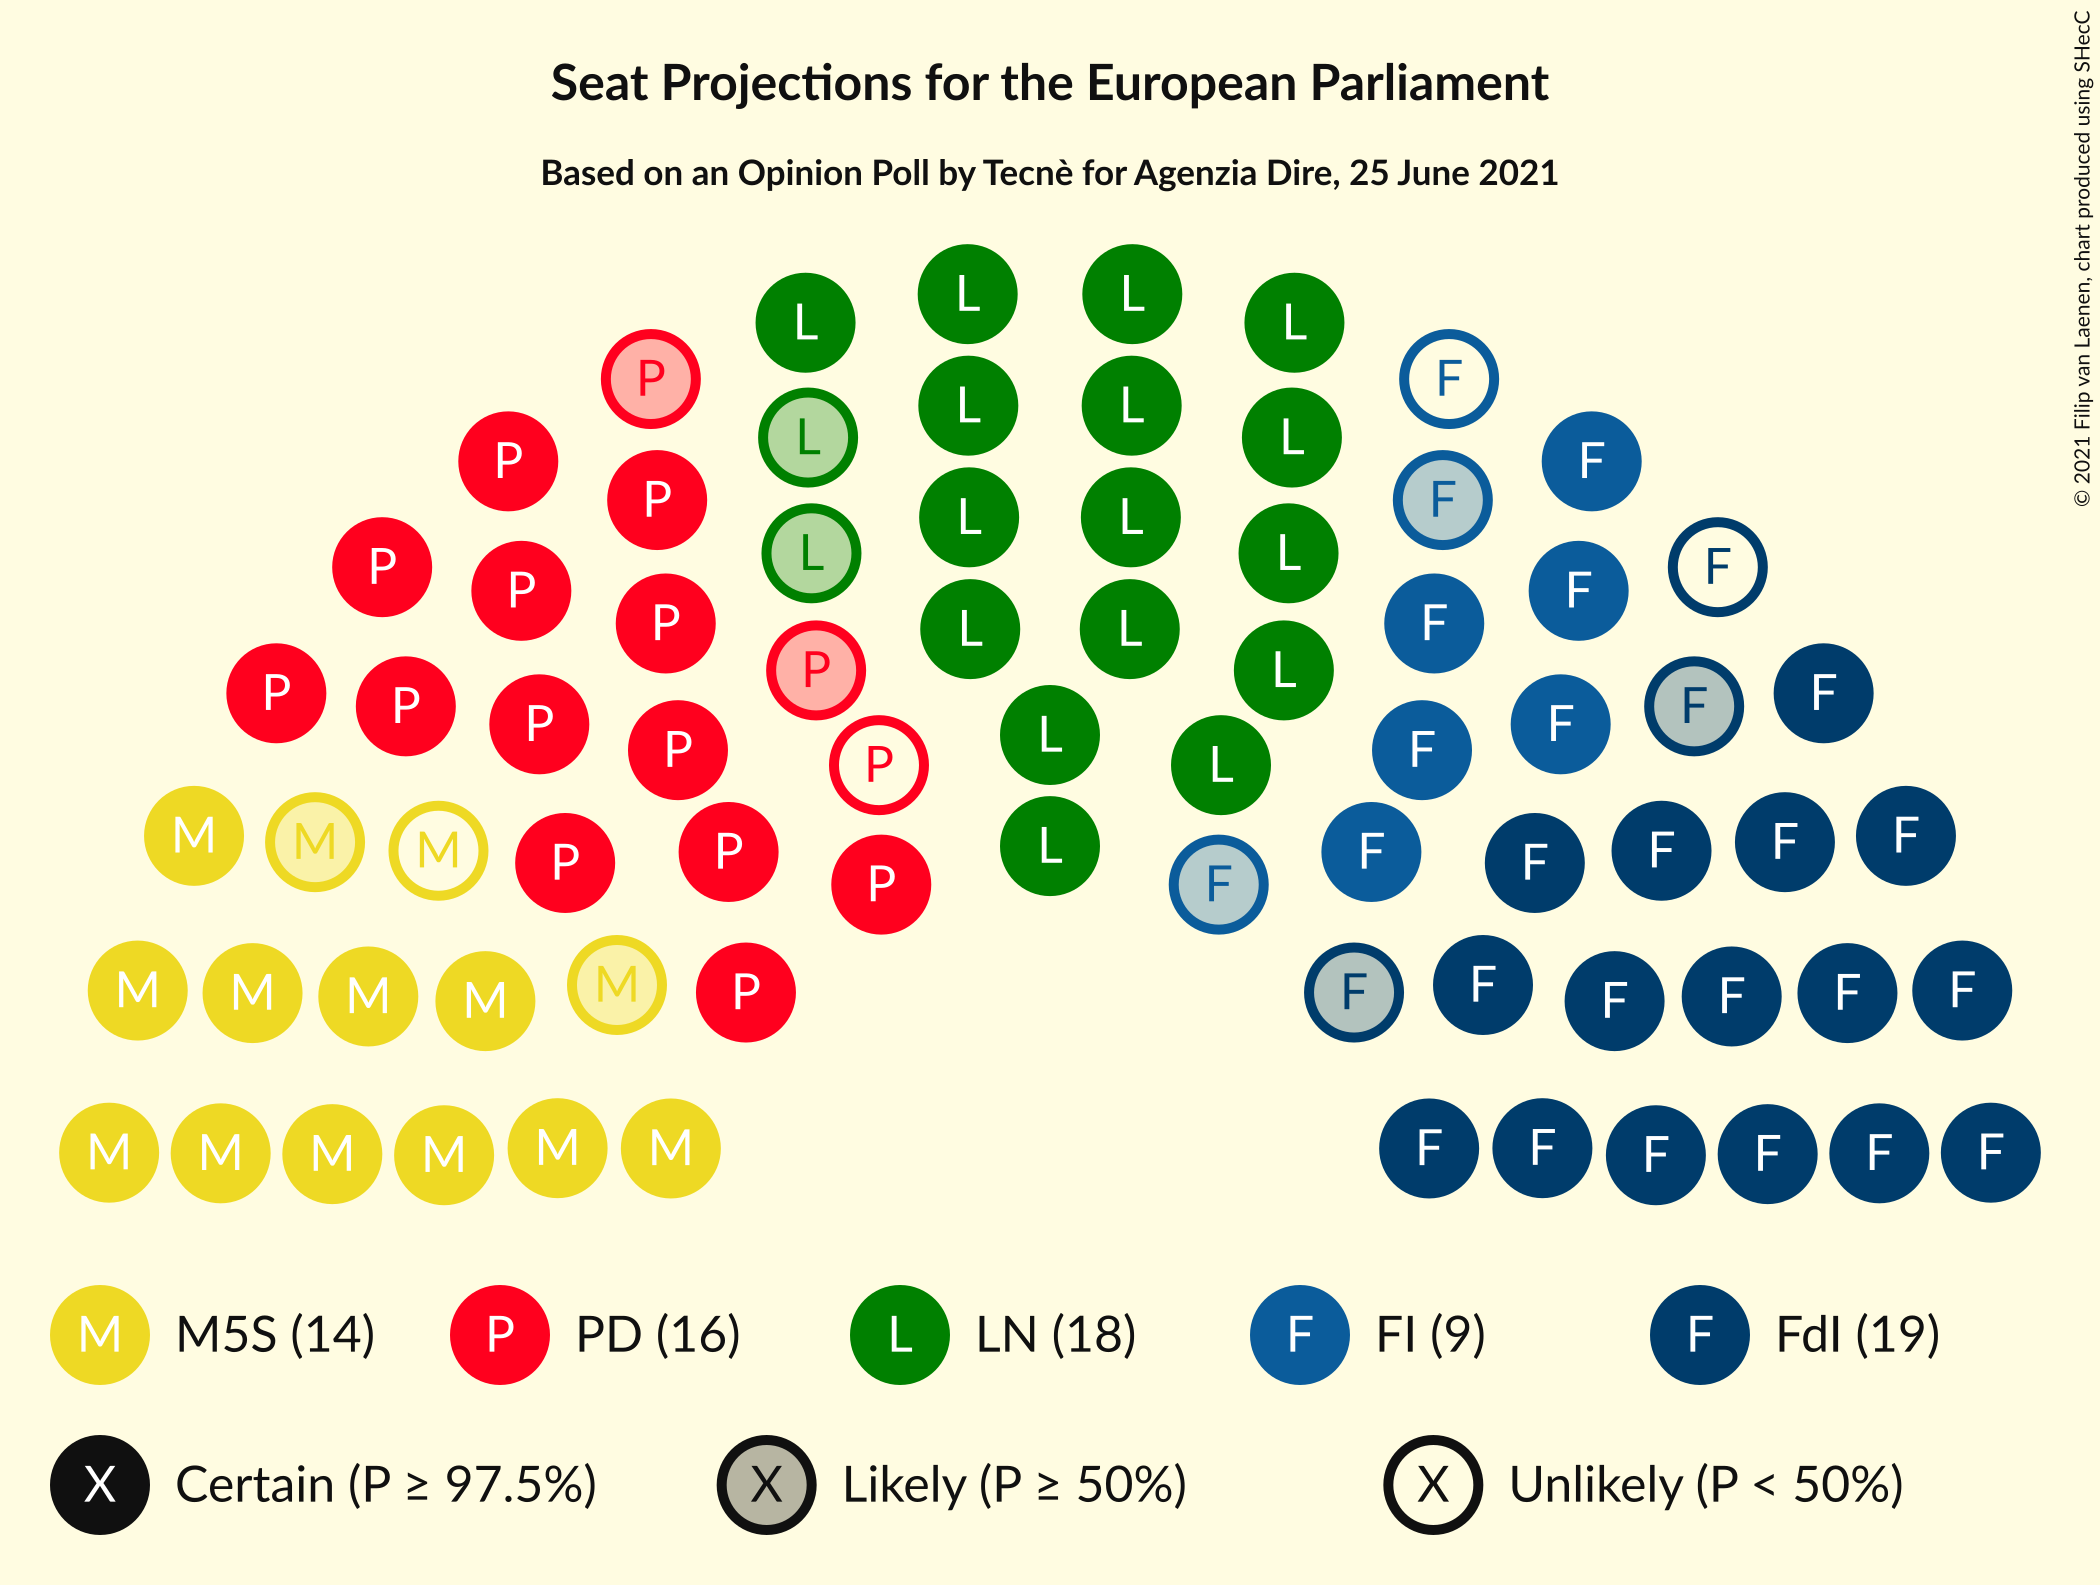 Seat Projections for the European Parliament
Based on an Opinion Poll by Tecnè for Agenzia Dire, 25 June 2021
© 2021 Filip van Laenen, chart produced using SHecC
L L L L
P L L F
P L L F
P L L F
P L L F
P P L L F F
P L
P P P F F F
P P L L F
M M M P P P L F F F F F F
M M M M M P F F F F F F
M M M M M M F F F F F F
M M5S (14) P PD (16) L LN (18) F FI (9) F FdI (19)
X Certain (P ≥ 97.5%) X Likely (P ≥ 50%) X Unlikely (P < 50%)